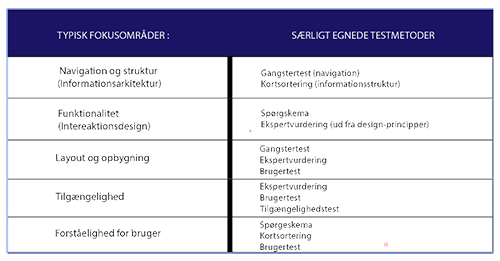 TYPISK FOKUSOMRÅDER :
SÆRLIGT EGNEDE TESTMETODER
Navigation og struktur
(Informationsarkitektur)
Gangstertest (navigation)
Kortsortering (informationsstruktur)
Funktionalitet
(Intereaktionsdesign)
Spørgskema
Ekspertvurdering (ud fra design-principper)
Layout og opbygning
Gangstertest
Ekspertvurdering
Brugertest
Tilgængelighed
Ekspertvurdering
Brugertest
Tilgængelighedstest
Forståelighed for bruger
Spørgeskema
Kortsortering
Brugertest